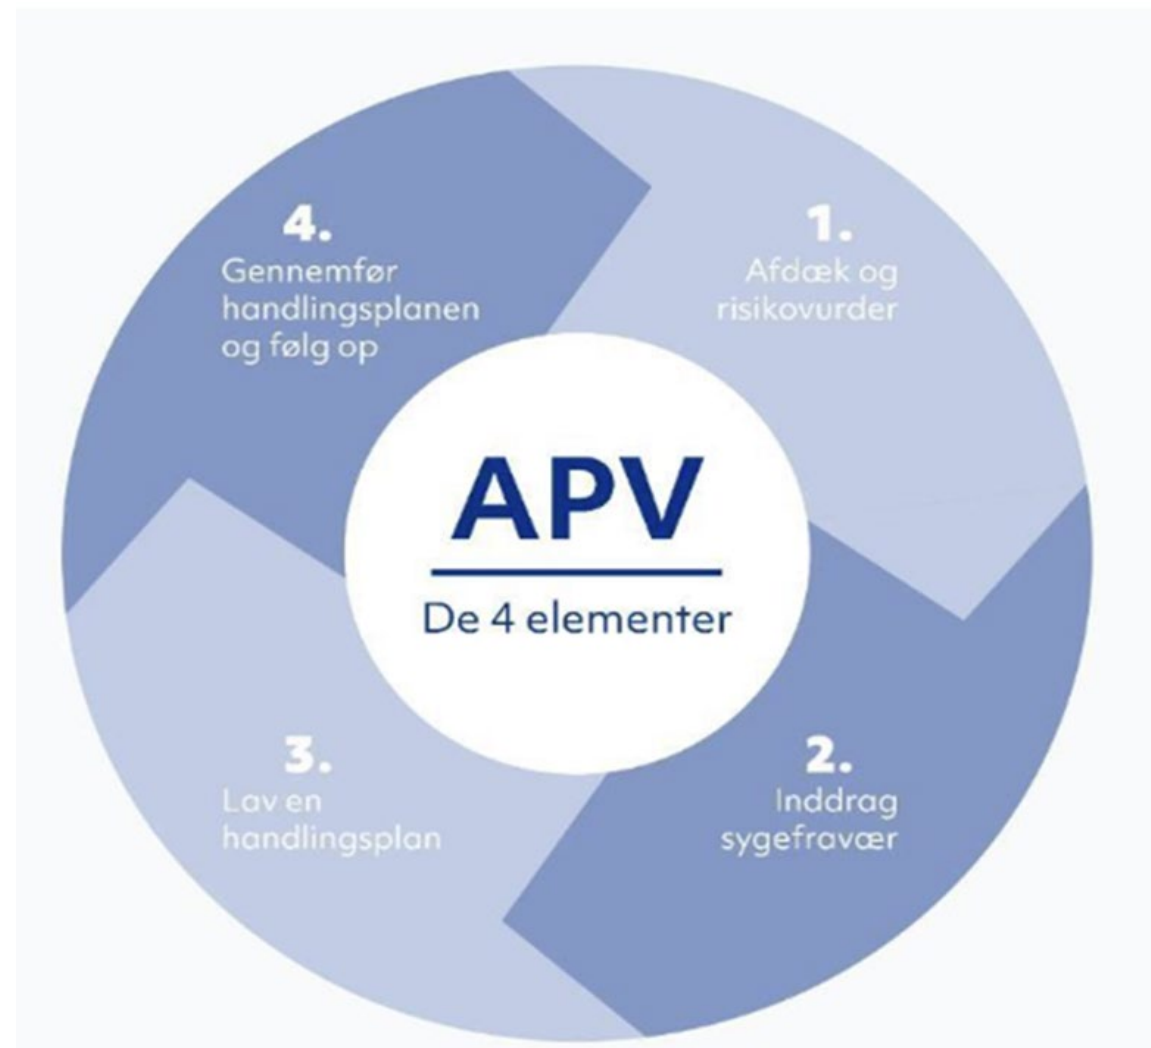 APV
De 4 elementer
1.
Afdæk og
risikovurder
2.
Inddrag
sygefravær
3.
Lav en
handlingsplan
4.
Gennemfør
handlingsplanen
og følg op